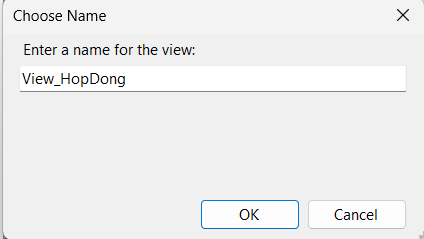 Choose Name
Enter a name for the view:
View_HopDong
OK
Cancel